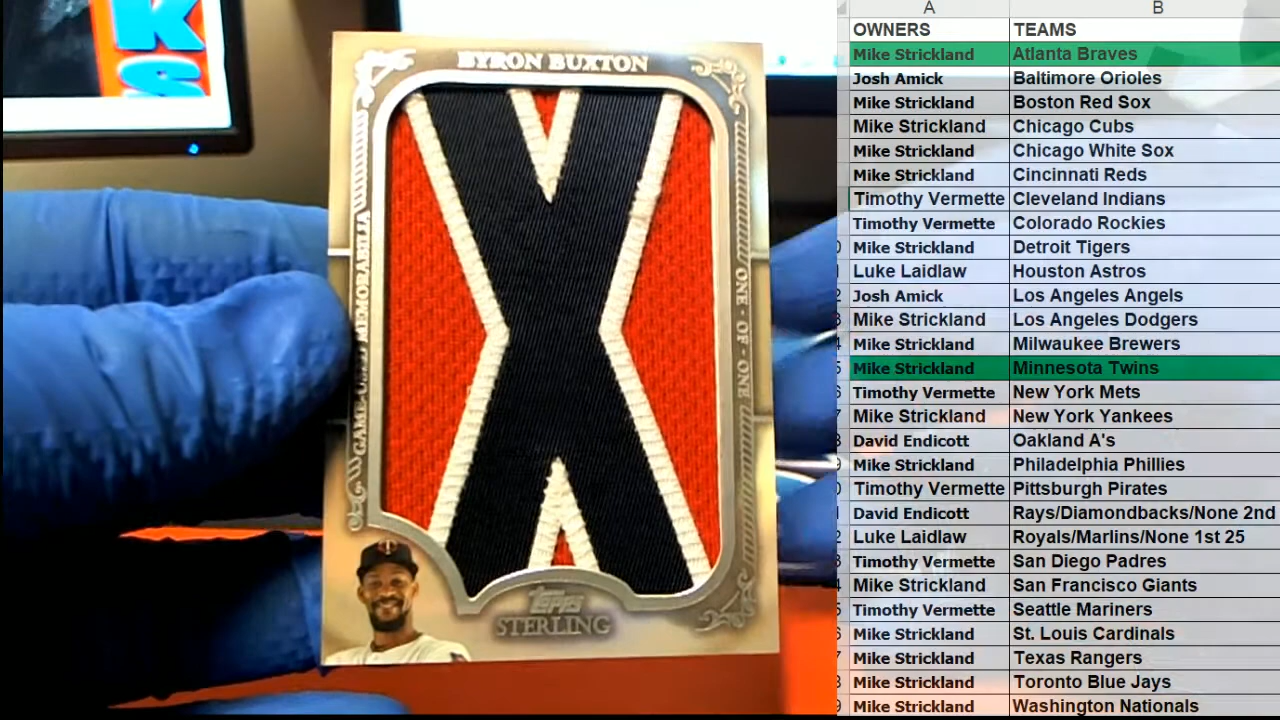 KS
BYRON BUXTON
GAME-USED MEMORABILIA
ONE - OF - ONE
X
Topps
STERLING
A B
OWNERS TEAMS
Mike Strickland Atlanta Braves
Josh Amick Baltimore Orioles
Mike Strickland Boston Red Sox
Mike Strickland Chicago Cubs
Mike Strickland Chicago White Sox
Mike Strickland Cincinnati Reds
Timothy Vermette Cleveland Indians
Timothy Vermette Colorado Rockies
Mike Strickland Detroit Tigers
Luke Laidlaw Houston Astros
Josh Amick Los Angeles Angels
Mike Strickland Los Angeles Dodgers
Mike Strickland Milwaukee Brewers
Mike Strickland Minnesota Twins
Timothy Vermette New York Mets
Mike Strickland New York Yankees
David Endicott Oakland A's
Mike Strickland Philadelphia Phillies
Timothy Vermette Pittsburgh Pirates
David Endicott Rays/Diamondbacks/None 2nd
Luke Laidlaw Royals/Marlins/None 1st 25
Timothy Vermette San Diego Padres
Mike Strickland San Francisco Giants
Timothy Vermette Seattle Mariners
Mike Strickland St. Louis Cardinals
Mike Strickland Texas Rangers
Mike Strickland Toronto Blue Jays
Mike Strickland Washington Nationals